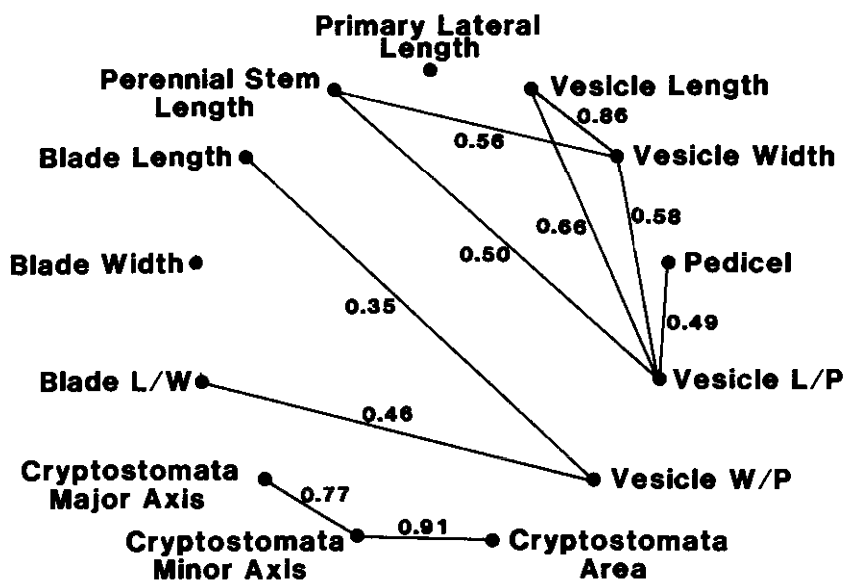 Primary Lateral
Length
Perennial Stem
Length
Vesicle Length
0.86
0.56
Blade Length
Vesicle Width
0.66
0.58
0.50
Blade Width
Pedicel
0.35
0.49
Blade L/W
Vesicle L/P
0.46
Cryptostomata
Major Axis
Vesicle W/P
0.77
0.91
Cryptostomata
Minor Axis
Cryptostomata
Area